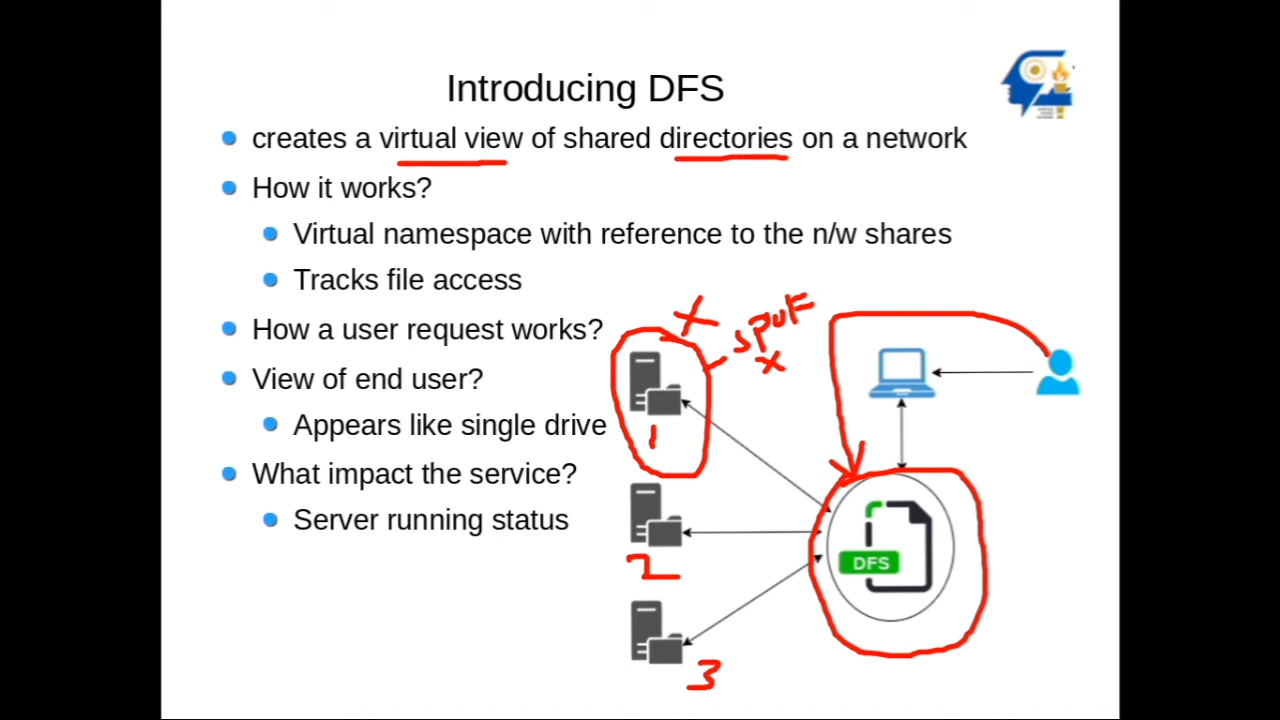 Introducing DFS
creates a virtual view of shared directories on a network
How it works?
Virtual namespace with reference to the n/w shares
Tracks file access
How a user request works?
View of end user?
Appears like single drive
What impact the service?
Server running status
X
SPOF
X
1
2
3
DFS